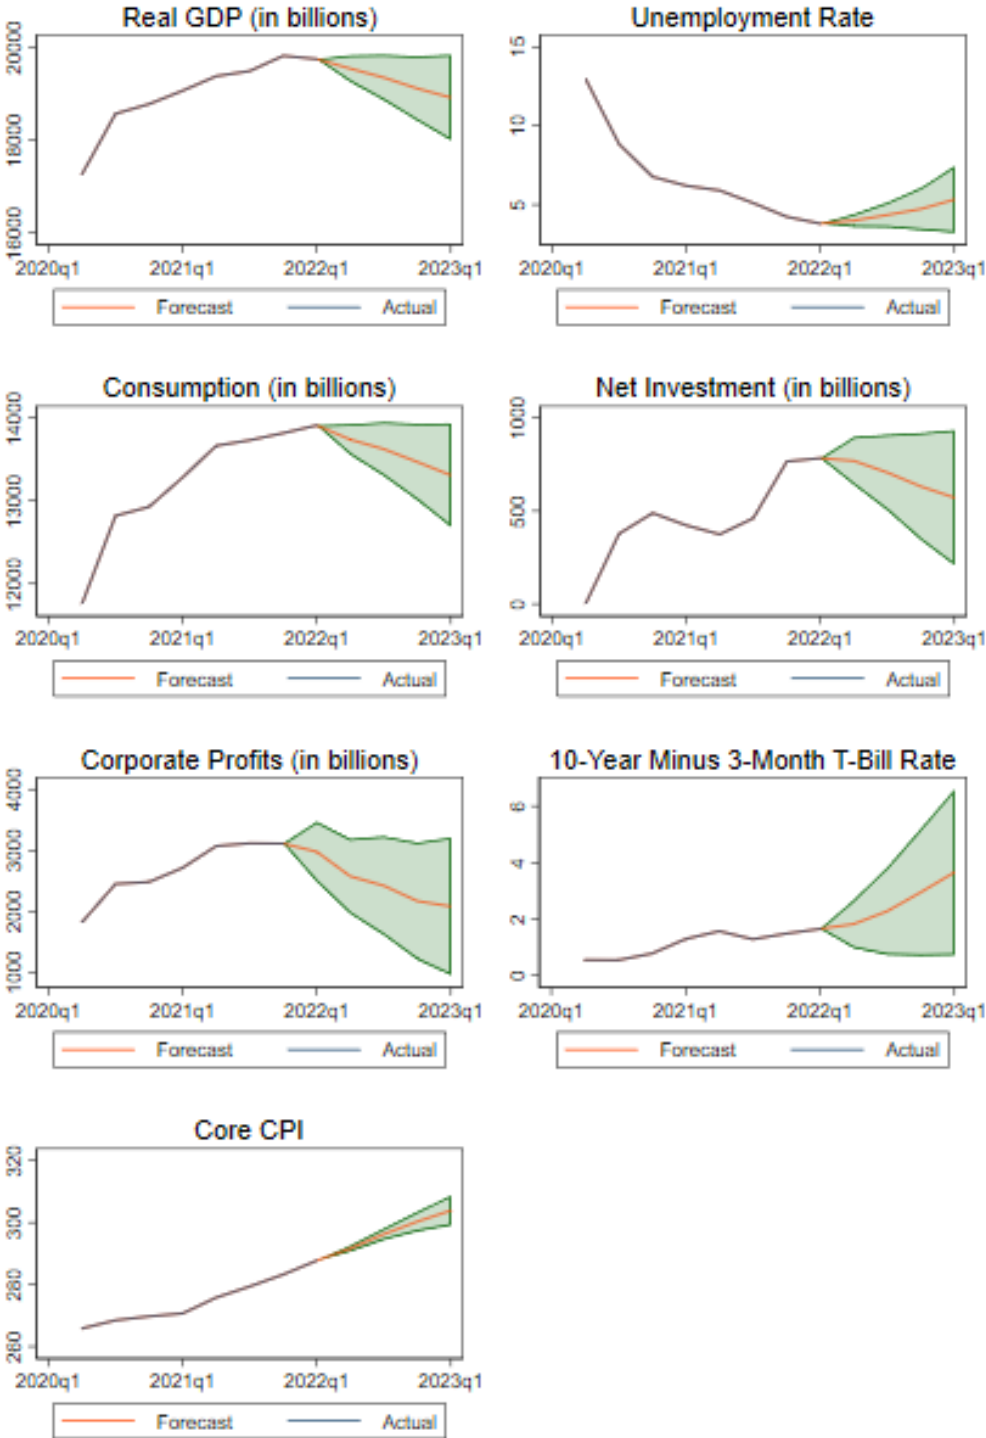 Real GDP (in billions)
20000
18000
16000
2020q1 2021q1 2022q1 2023q1
Forecast Actual
Unemployment Rate
15
10
5
2020q1 2021q1 2022q1 2023q1
Forecast Actual
Consumption (in billions)
14000
13000
12000
2020q1 2021q1 2022q1 2023q1
Forecast Actual
Net Investment (in billions)
1000
500
0
2020q1 2021q1 2022q1 2023q1
Forecast Actual
Corporate Profits (in billions)
4000
3000
2000
1000
2020q1 2021q1 2022q1 2023q1
Forecast Actual
10-Year Minus 3-Month T-Bill Rate
6
4
2
0
2020q1 2021q1 2022q1 2023q1
Forecast Actual
Core CPI
320
300
280
260
2020q1 2021q1 2022q1 2023q1
Forecast Actual